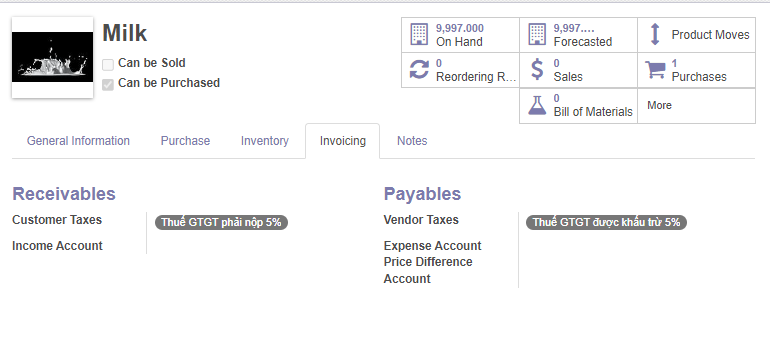 Milk
Can be Sold
Can be Purchased
9,997.000
On Hand
9,997....
Forecasted
Product Moves
0
Reordering R...
0
Sales
1
Purchases
0
Bill of Materials
More
General Information
Purchase
Inventory
Invoicing
Notes
Receivables
Customer Taxes
Thuế GTGT phải nộp 5%
Income Account
Payables
Vendor Taxes
Thuế GTGT được khấu trừ 5%
Expense Account
Price Difference
Account